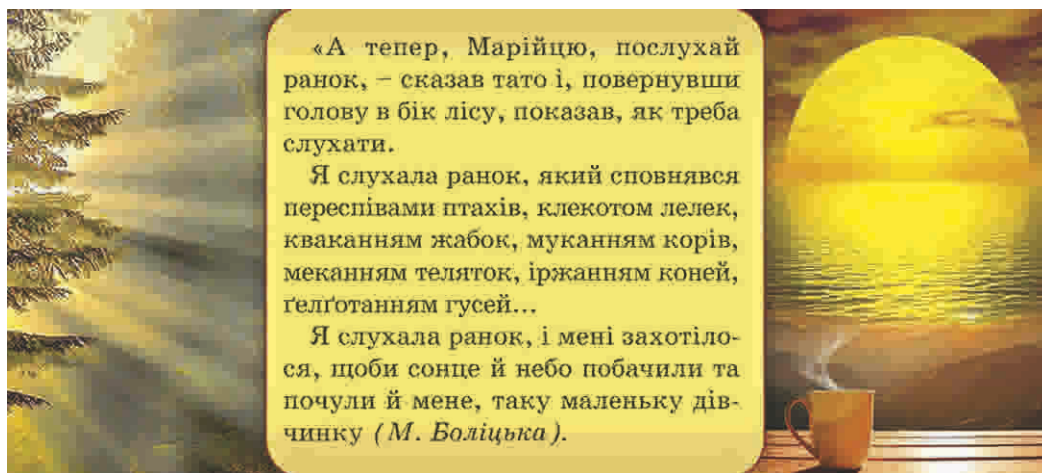 «А тепер, Марійцю, послухай
ранок, – сказав тато і, повернувши
голову в бік лісу, показав, як треба
слухати.
Я слухала ранок, який сповнявся
переспівами птахів, клекотом лелек,
кваканням жабок, муканням корів,
меканням теляток, іржанням коней,
ґелґотанням гусей...
Я слухала ранок, і мені захотіло-
ся, щоби сонце й небо побачили та
почули й мене, таку маленьку дів-
чинку (М. Боліцька).